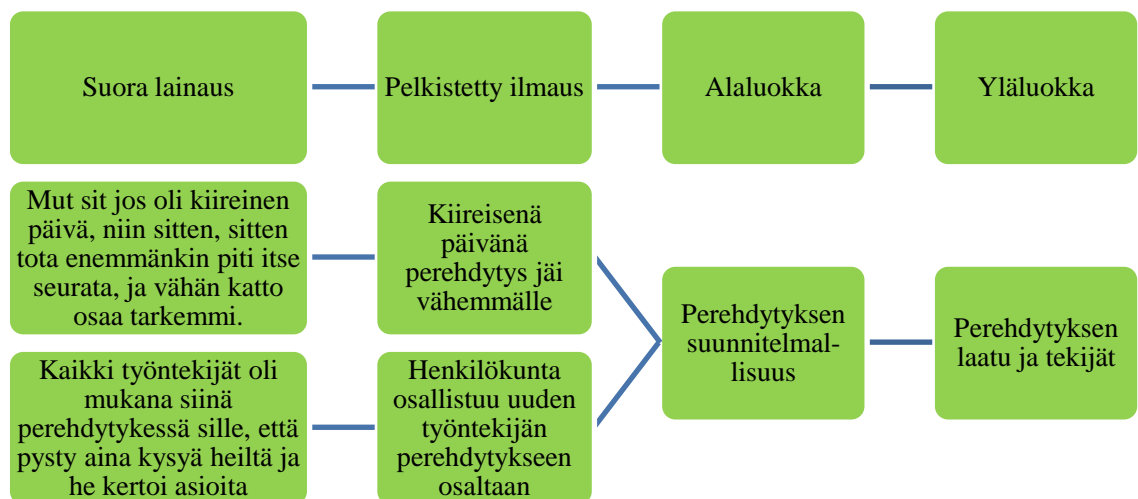 Suora lainaus
Pelkistetty ilmaus
Alaluokka
Yläluokka
Mut sit jos oli kiireinen
päivä, niin sitten, sitten
tota enemmänkin piti itse
seurata, ja vähän katto
osaa tarkemmi.
Kiireisenä
päivänä
perehdytys jäi
vähemmälle
Kaikki työntekijät oli
mukana siinä
perehdytykessä sille, että
pysty aina kysyä heiltä ja
he kertoi asioita
Henkilökunta
osallistuu uuden
työntekijän
perehdytykseen
osaltaan
Perehdytyksen
suunnitelmal-
lisuus
Perehdytyksen
laatu ja tekijät